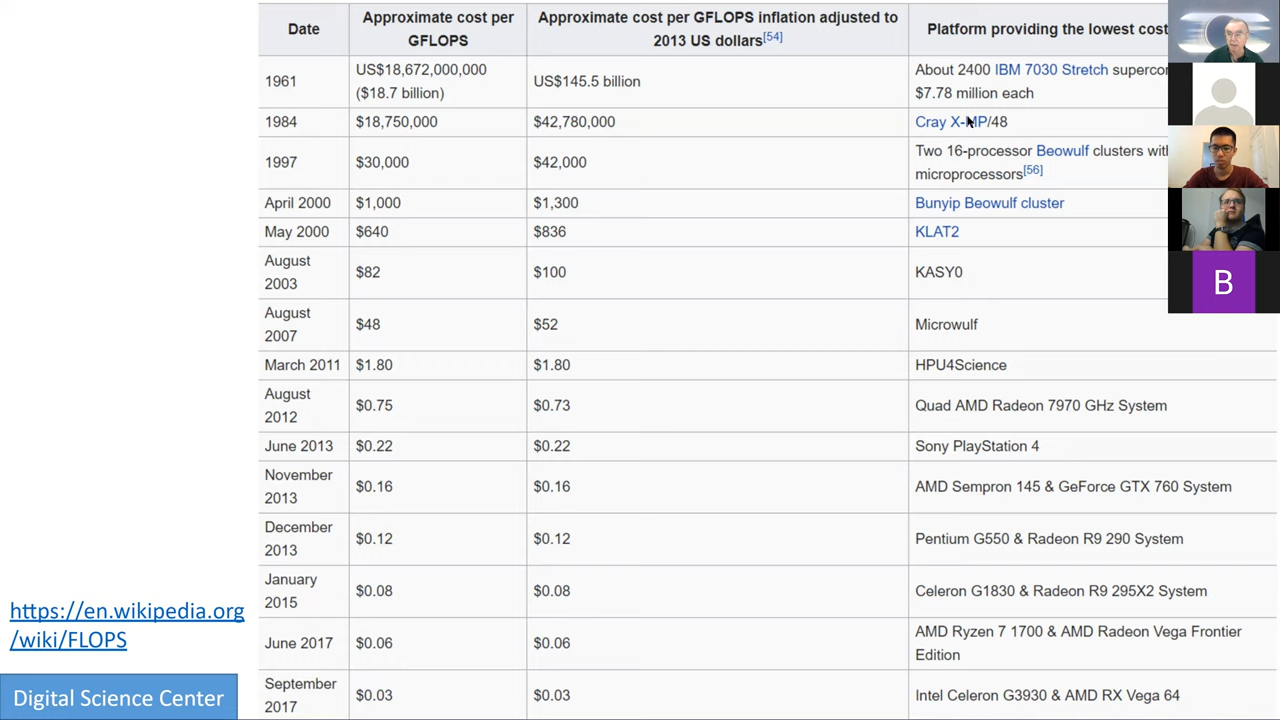 Date
Approximate cost per
GFLOPS
Approximate cost per GFLOPS inflation adjusted to
2013 US dollars[54]
Platform providing the lowest cost
1961
US$18,672,000,000
($18.7 billion)
US$145.5 billion
About 2400 IBM 7030 Stretch
$7.78 million each
1984
$18,750,000
$42,780,000
Cray X-MP/48
1997
$30,000
$42,000
Two 16-processor Beowulf clusters
microprocessors[56]
April 2000
$1,000
$1,300
Bunyip Beowulf cluster
May 2000
$640
$836
KLAT2
August
2003
$82
$100
KASY0
August
2007
$48
$52
Microwulf
March 2011
$1.80
$1.80
HPU4Science
August
2012
$0.75
$0.73
Quad AMD Radeon 7970 GHz System
June 2013
$0.22
$0.22
Sony PlayStation 4
November
2013
$0.16
$0.16
AMD Sempron 145 & GeForce GTX 760 System
December
2013
$0.12
$0.12
Pentium G550 & Radeon R9 290 System
January
2015
$0.08
$0.08
Celeron G1830 & Radeon R9 295X2 System
June 2017
$0.06
$0.06
AMD Ryzen 7 1700 & AMD Radeon Vega Frontier
Edition
September
2017
$0.03
$0.03
Intel Celeron G3930 & AMD RX Vega 64
https://en.wikipedia.org
/wiki/FLOPS
Digital Science Center
B